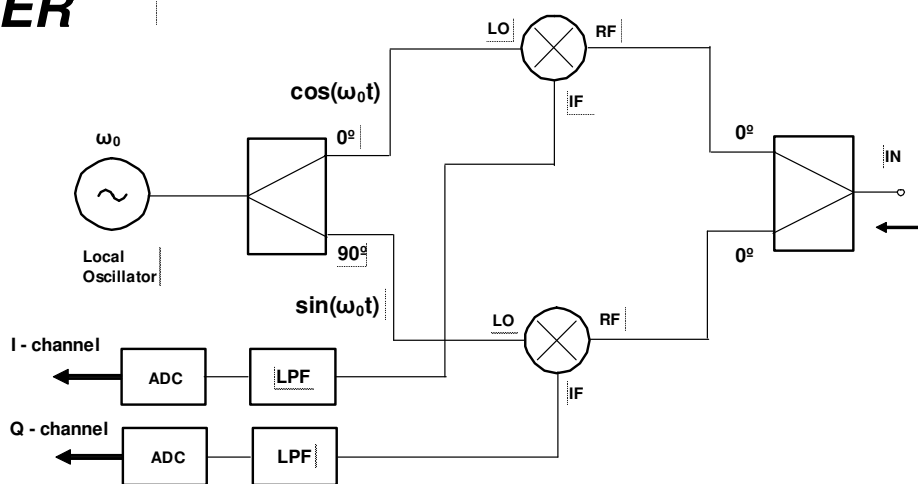 ER
LO
RF
cos(ω₀t)
IF
ω₀
0º
0º
IN
Local
Oscillator
90º
0º
sin(ω₀t)
LO
RF
I - channel
ADC
LPF
IF
Q - channel
ADC
LPF